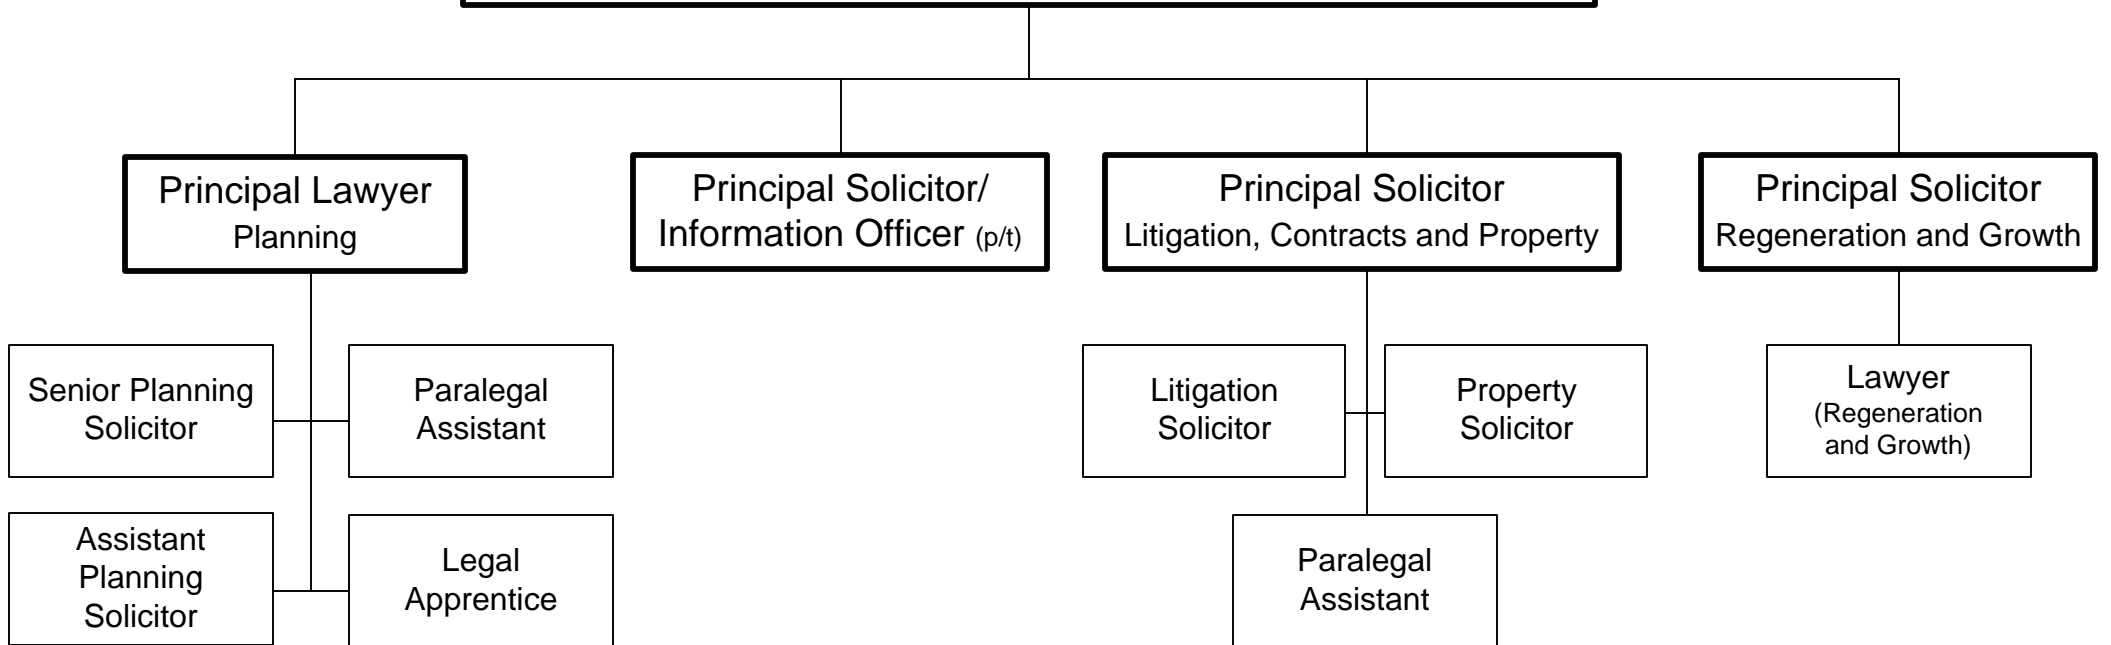 Principal Lawyer
Planning
Principal Solicitor/
Information Officer (p/t)
Principal Solicitor
Litigation, Contracts and Property
Principal Solicitor
Regeneration and Growth
Senior Planning
Solicitor
Paralegal
Assistant
Litigation
Solicitor
Property
Solicitor
Lawyer
(Regeneration
and Growth)
Assistant
Planning
Solicitor
Legal
Apprentice
Paralegal
Assistant